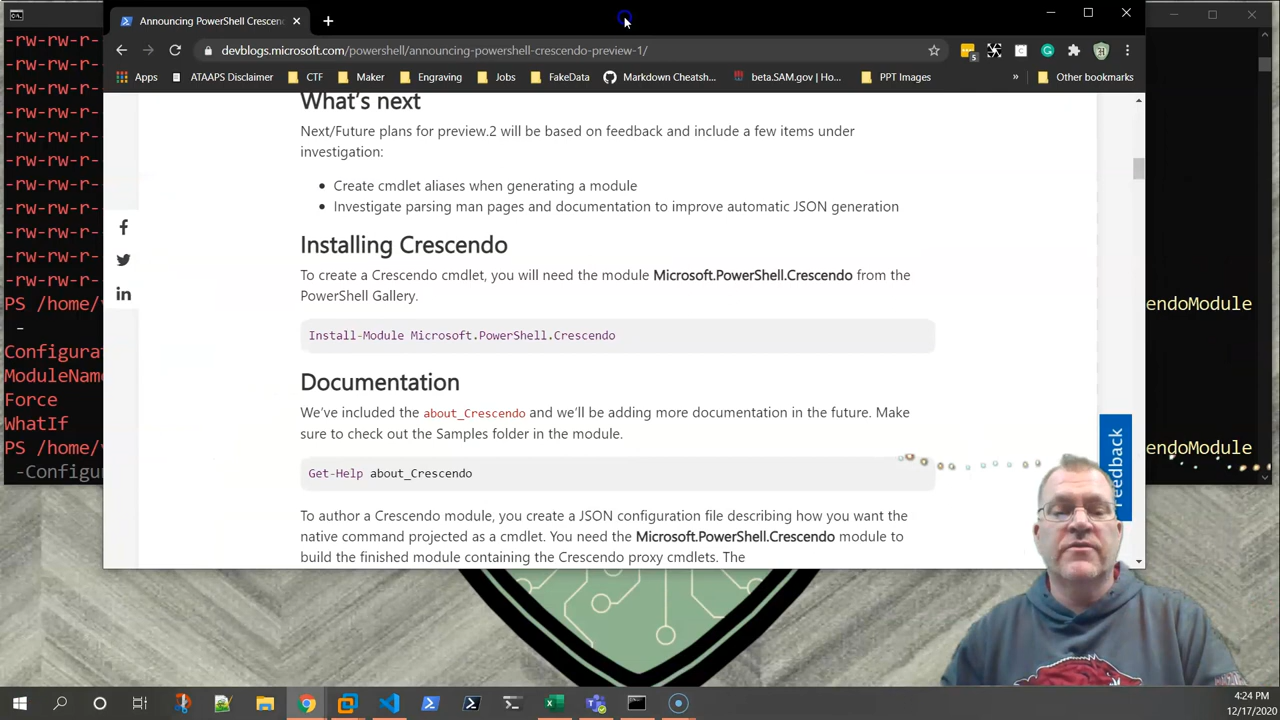 Announcing PowerShell Crescend
devblogs.microsoft.com/powershell/announcing-powershell-crescendo-preview-1/
5
Apps
ATAAPS Disclaimer
CTF
Maker
Engraving
Jobs
FakeData
Markdown Cheatsh...
beta.SAM.gov | Ho...
PPT Images
»
Other bookmarks
What's next
Next/Future plans for preview.2 will be based on feedback and include a few items under
investigation:
• Create cmdlet aliases when generating a module
• Investigate parsing man pages and documentation to improve automatic JSON generation
Installing Crescendo
To create a Crescendo cmdlet, you will need the module Microsoft.PowerShell.Crescendo from the
PowerShell Gallery.
Install-Module Microsoft.PowerShell.Crescendo
Documentation
We've included the about_Crescendo and we'll be adding more documentation in the future. Make
sure to check out the Samples folder in the module.
Get-Help about_Crescendo
To author a Crescendo module, you create a JSON configuration file describing how you want the
native command projected as a cmdlet. You need the Microsoft.PowerShell.Crescendo module to
build the finished module containing the Crescendo proxy cmdlets. The
Feedback
-rw-rw-r-
-rw-rw-r-
-rw-rw-r-
-rw-rw-r-
-rw-rw-r-
-rw-rw-r-
-rw-rw-r-
-rw-rw-r-
-rw-rw-r-
-rw-rw-r-
-rw-rw-r-
PS /home/
endoModule
-
Configurat
ModuleName
Force
WhatIf
PS /home/
endoModule
-Configu
4:24 PM
12/17/2020